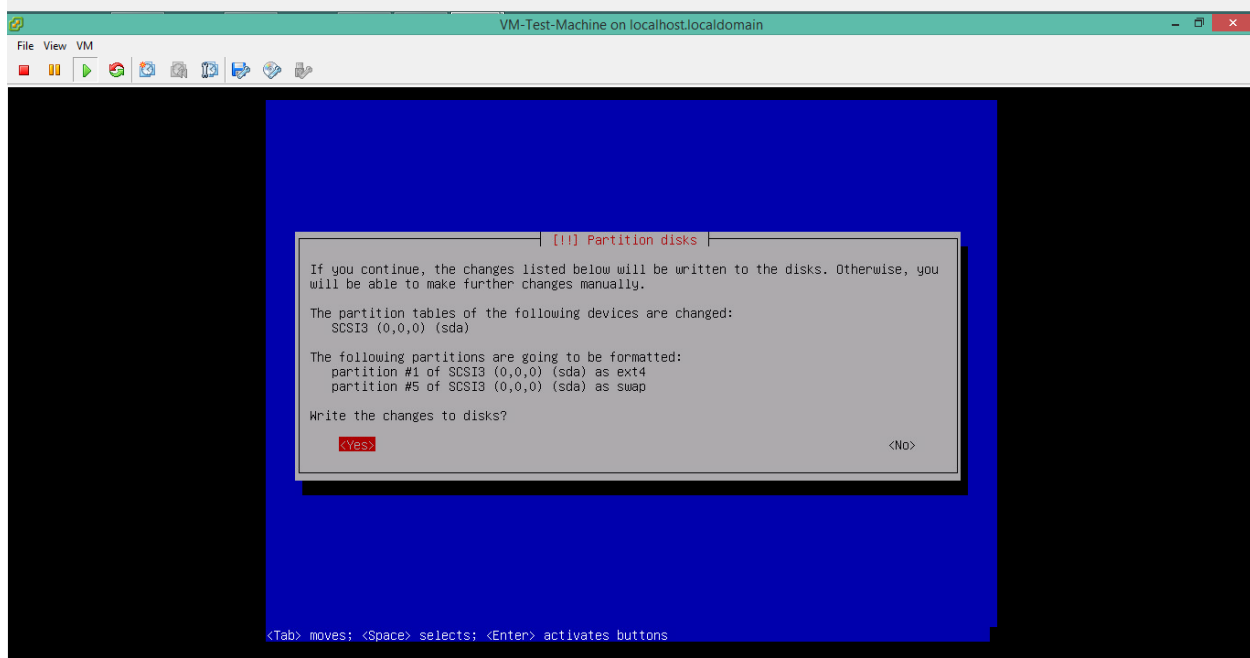 VM-Test-Machine on localhost.localdomain
File View VM
[!!] Partition disks
If you continue, the changes listed below will be written to the disks. Otherwise, you
will be able to make further changes manually.
The partition tables of the following devices are changed:
SCSI3 (0,0,0) (sda)
The following partitions are going to be formatted:
partition #1 of SCSI3 (0,0,0) (sda) as ext4
partition #5 of SCSI3 (0,0,0) (sda) as swap
Write the changes to disks?
<Yes> <No>
<Tab> moves; <Space> selects; <Enter> activates buttons